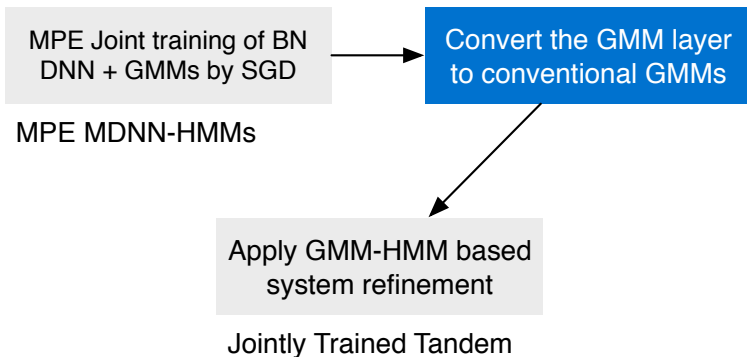 MPE Joint training of BN
DNN + GMMs by SGD
MPE MDNN-HMMs
Convert the GMM layer
to conventional GMMs
Apply GMM-HMM based
system refinement
Jointly Trained Tandem